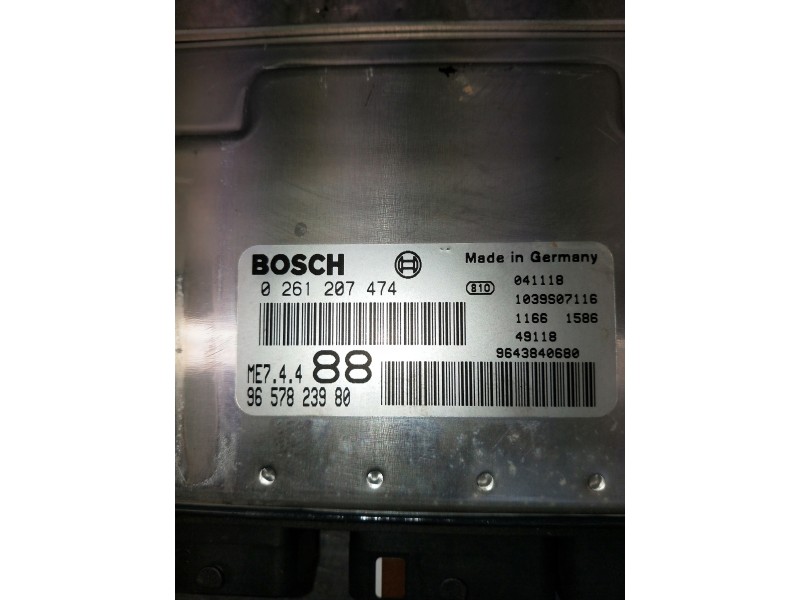 BOSCH
Made in Germany
0 261 207 474
810
041118
1039S07116
1166 1586
49118
9643840680
ME7.4.4 88
96 578 239 80